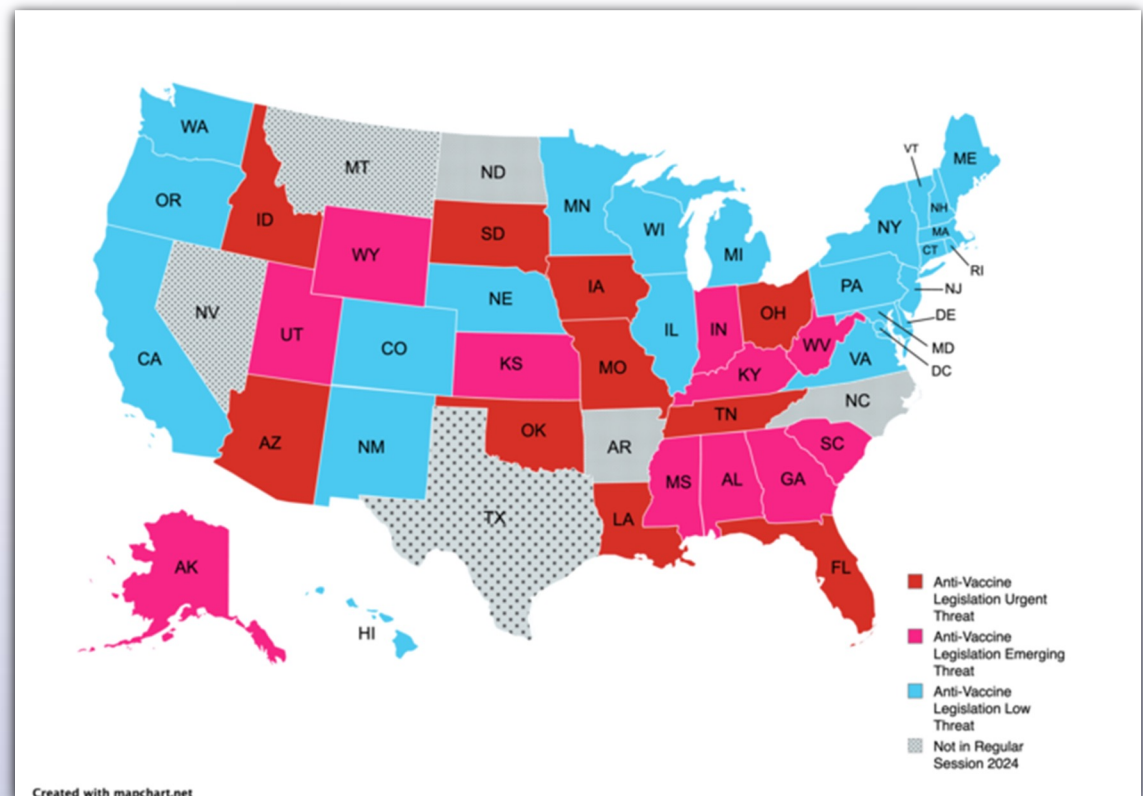 WA
MT
ND
VT
ME
OR
ID
MN
NH
SD
WI
NY
MA
WY
MI
CT
RI
IA
PA
NJ
NE
NV
OH
DE
UT
IL
IN
CO
WV
MD
CA
KS
VA
MO
KY
DC
NC
TN
OK
AZ
NM
AR
SC
MS
AL
GA
TX
LA
AK
FL
HI
Anti-Vaccine
Legislation Urgent
Threat
Anti-Vaccine
Legislation Emerging
Threat
Anti-Vaccine
Legislation Low
Threat
Not in Regular
Session 2024
Created with mapchart.net